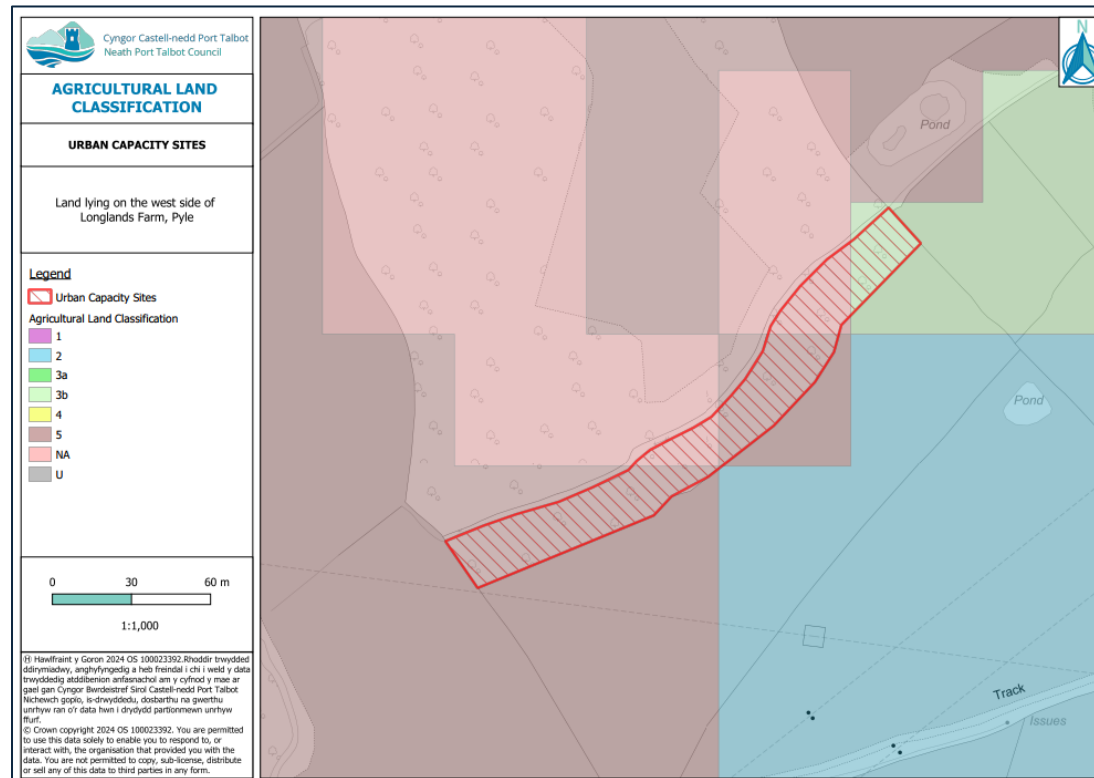 Cyngor Castell-nedd Port Talbot
Neath Port Talbot Council
AGRICULTURAL LAND
CLASSIFICATION
URBAN CAPACITY SITES
Land lying on the west side of
Longlands Farm, Pyle
Legend
Urban Capacity Sites
Agricultural Land Classification
1
2
3a
3b
4
5
NA
U
0 30 60 m
1:1,000
(H) Hawlfraint y Goron 2024 OS 100023392.Rhoddir trwydded
ddirymiadwy, anghyfyngedig a heb freindal i chi i weld y data
trwyddedig atddibenion anfasnachol am y cyfnod y mae ar
gael gan Cyngor Bwrdeistref Sirol Castell-nedd Port Talbot
Nichewch gopïo, is-drwyddedu, dosbarthu na gwerthu
unrhyw ran o'r data hwn i drydydd partïonmewn unrhyw
ffurf.
© Crown copyright 2024 OS 100023392. You are permitted
to use this data solely to enable you to respond to, or
interact with, the organisation that provided you with the
data. You are not permitted to copy, sub-license, distribute
or sell any of this data to third parties in any form.
N
Pond
Pond
Track
Issues